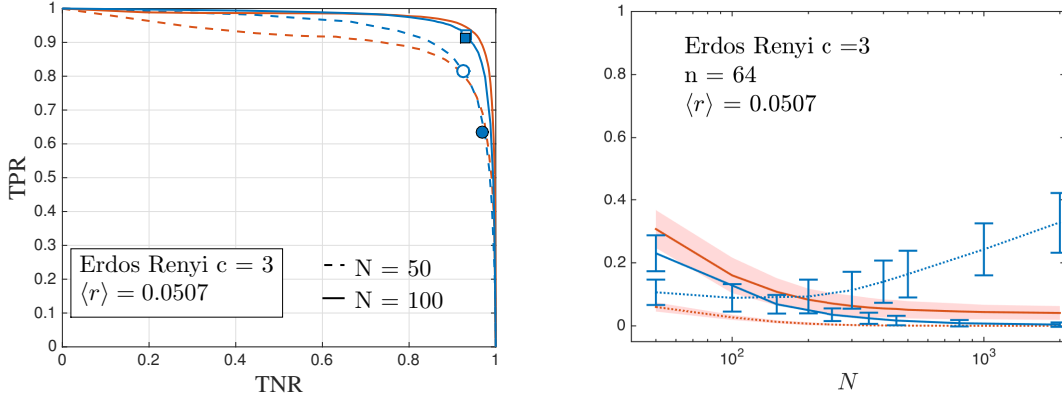 1
0.9
0.8
0.7
0.6
0.5
0.4
0.3
0.2
0.1
0
TPR
Erdos Renyi c = 3
⟨r⟩ = 0.0507
N = 50
N = 100
0 0.2 0.4 0.6 0.8 1
TNR
Erdos Renyi c =3
n = 64
⟨r⟩ = 0.0507
1
0.8
0.6
0.4
0.2
0
10² 10³
N